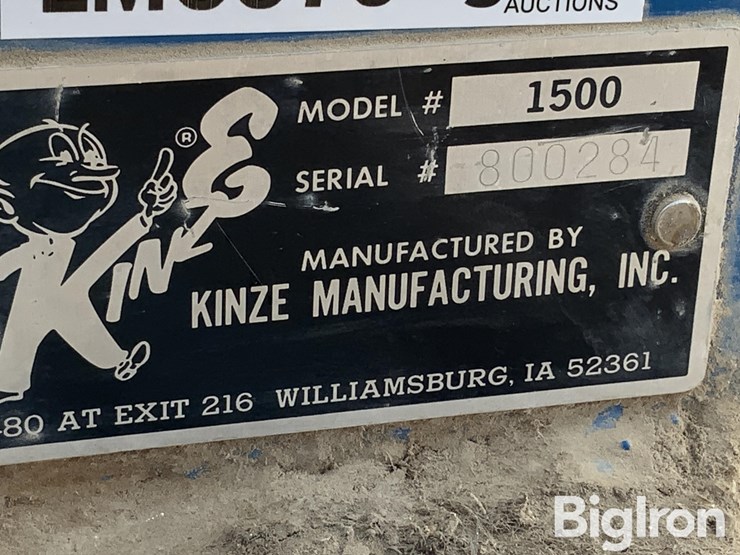 AUCTIONS
MODEL # 1500
SERIAL # 800284
KINZE ®
MANUFACTURED BY
KINZE MANUFACTURING, INC.
80 AT EXIT 216 WILLIAMSBURG, IA 52361
BigIron